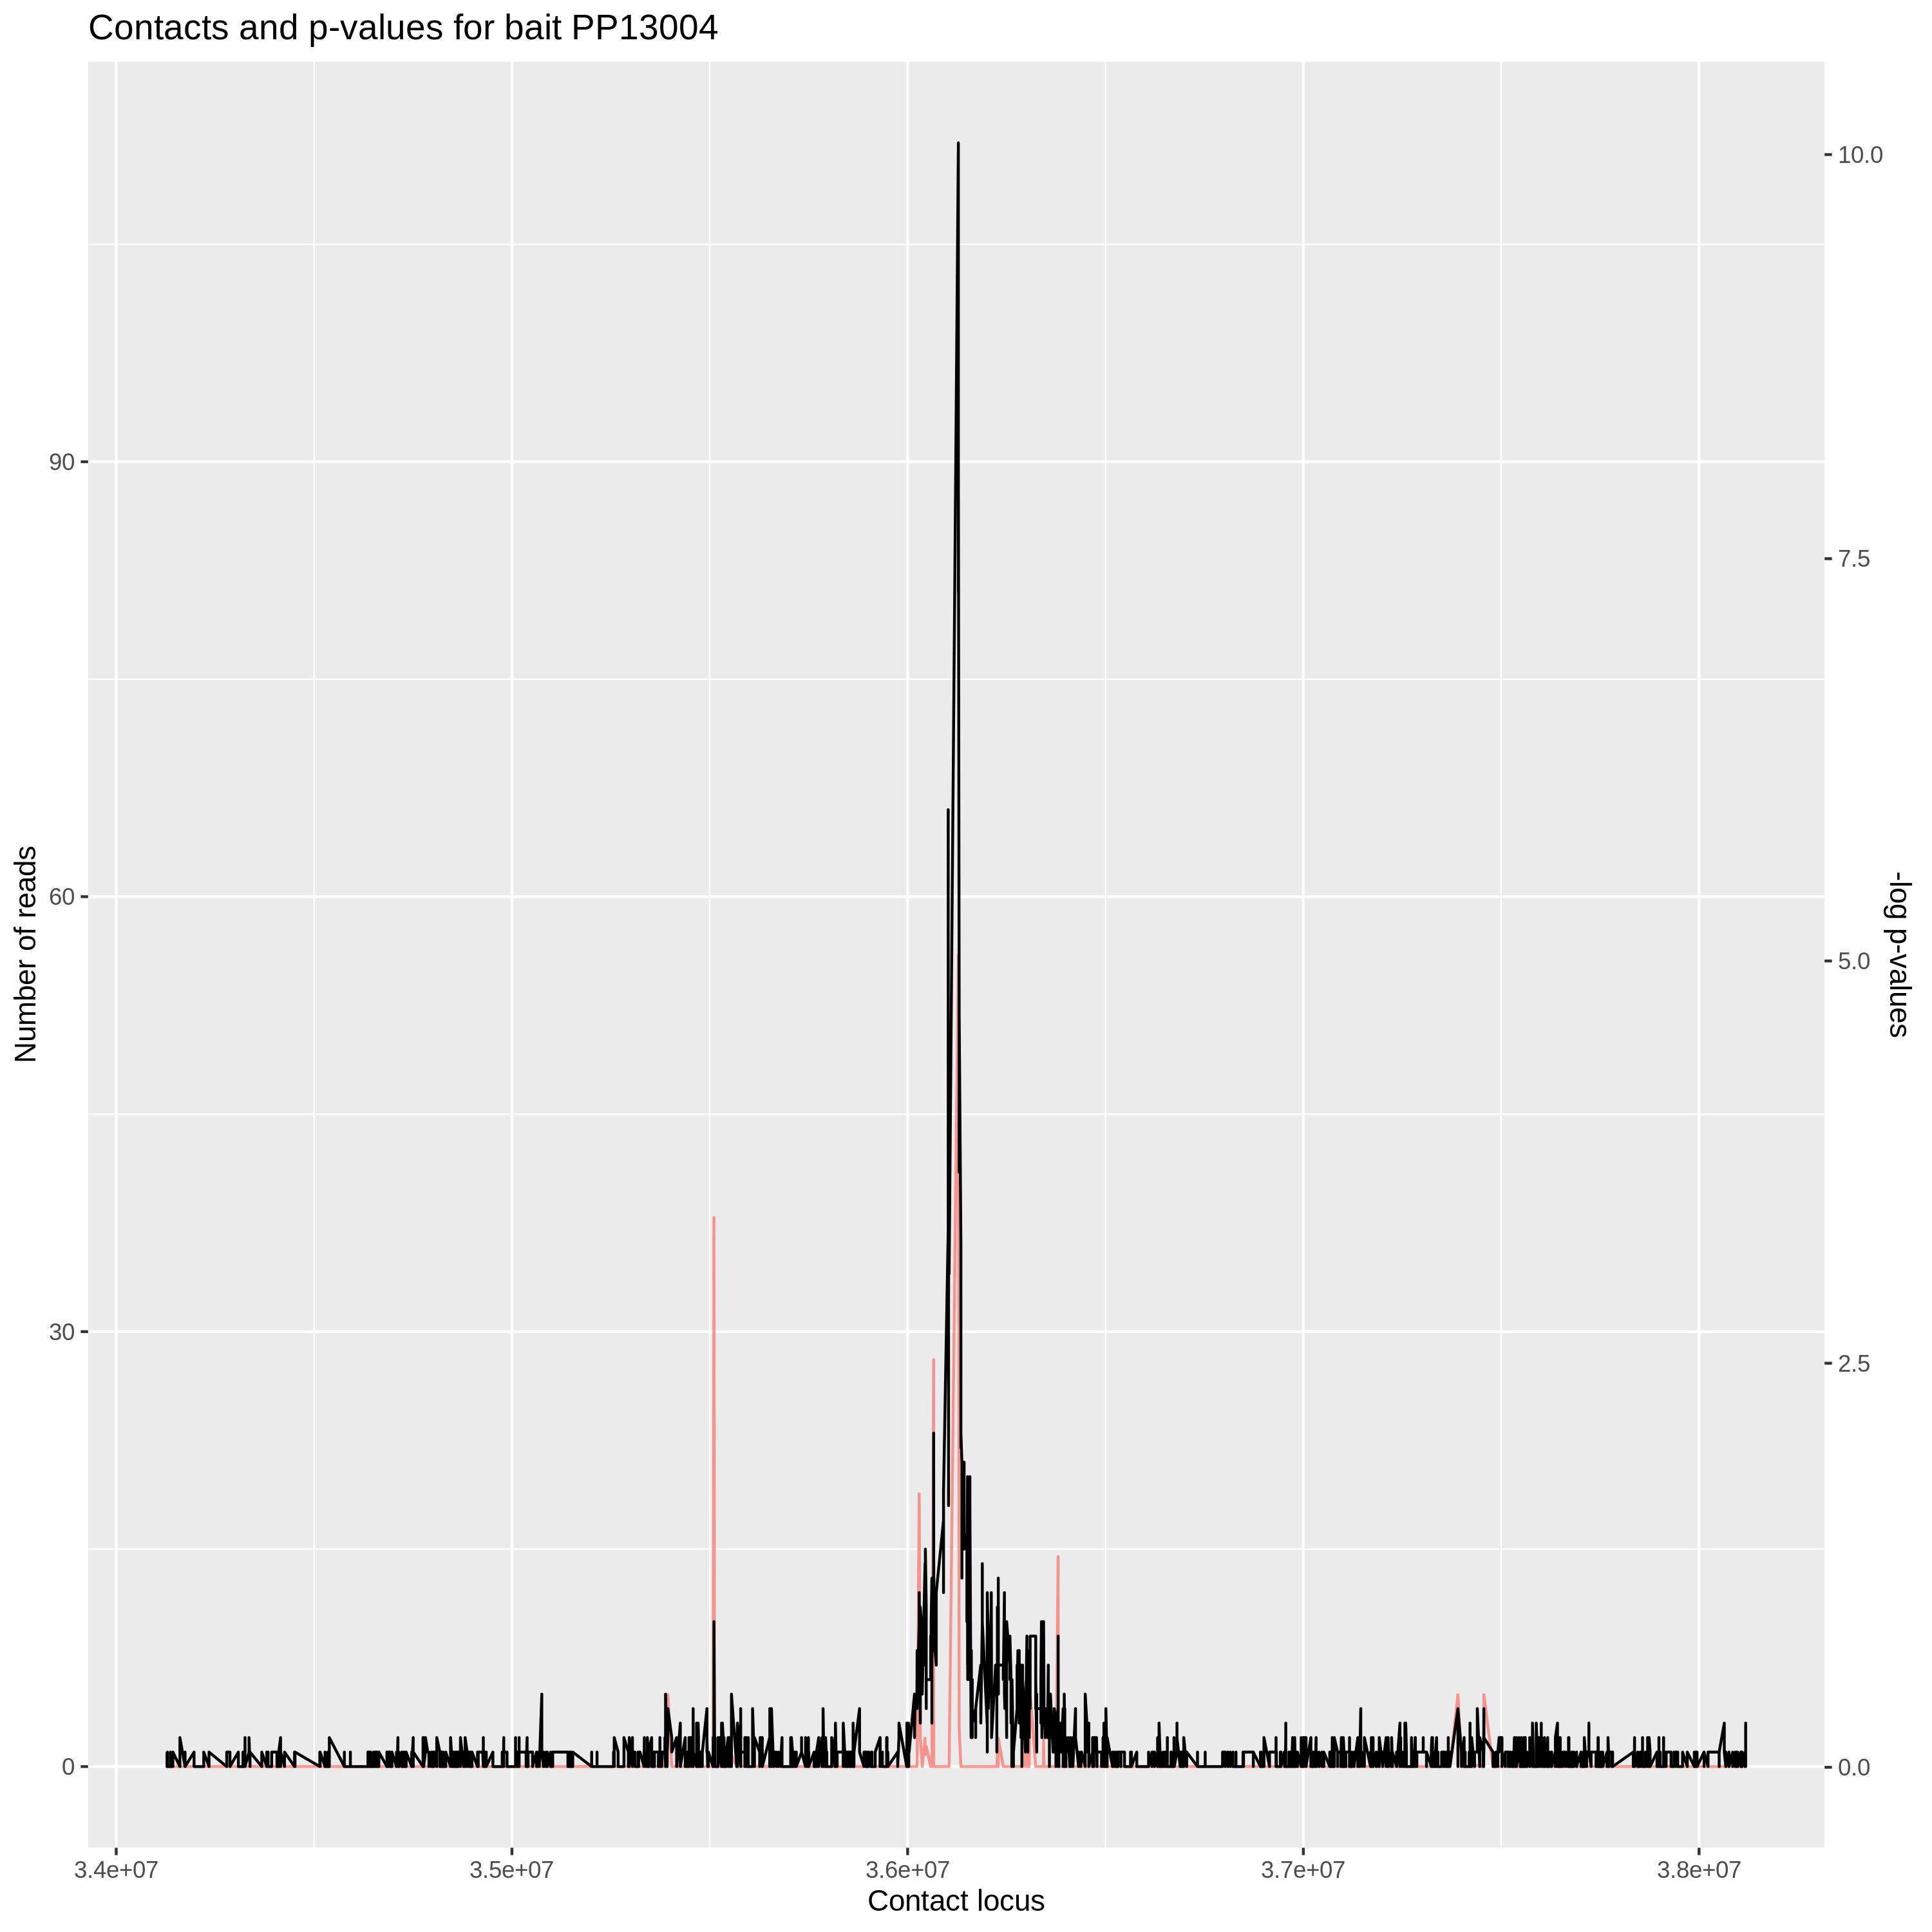 Contacts and p-values for bait PP13004
Number of reads
90
60
30
0
10.0
7.5
5.0
2.5
0.0
-log p-values
3.4e+07 3.5e+07 3.6e+07 3.7e+07 3.8e+07
Contact locus